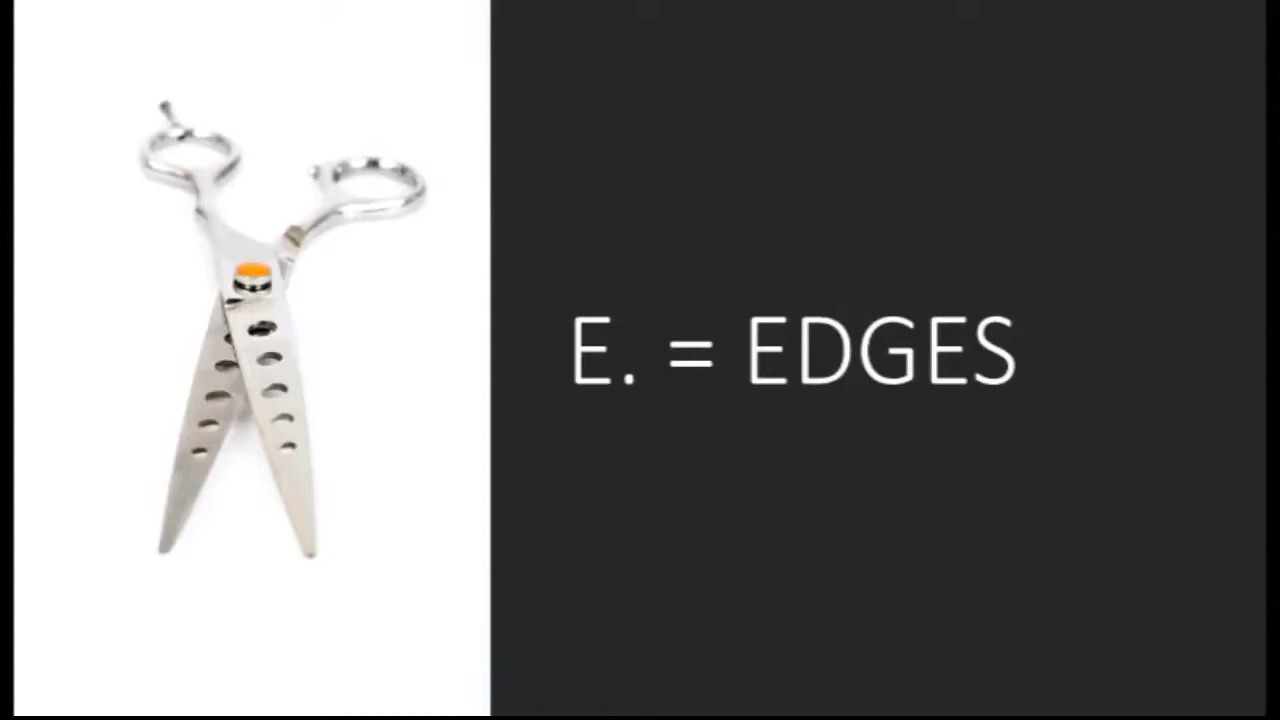 E. = EDGES